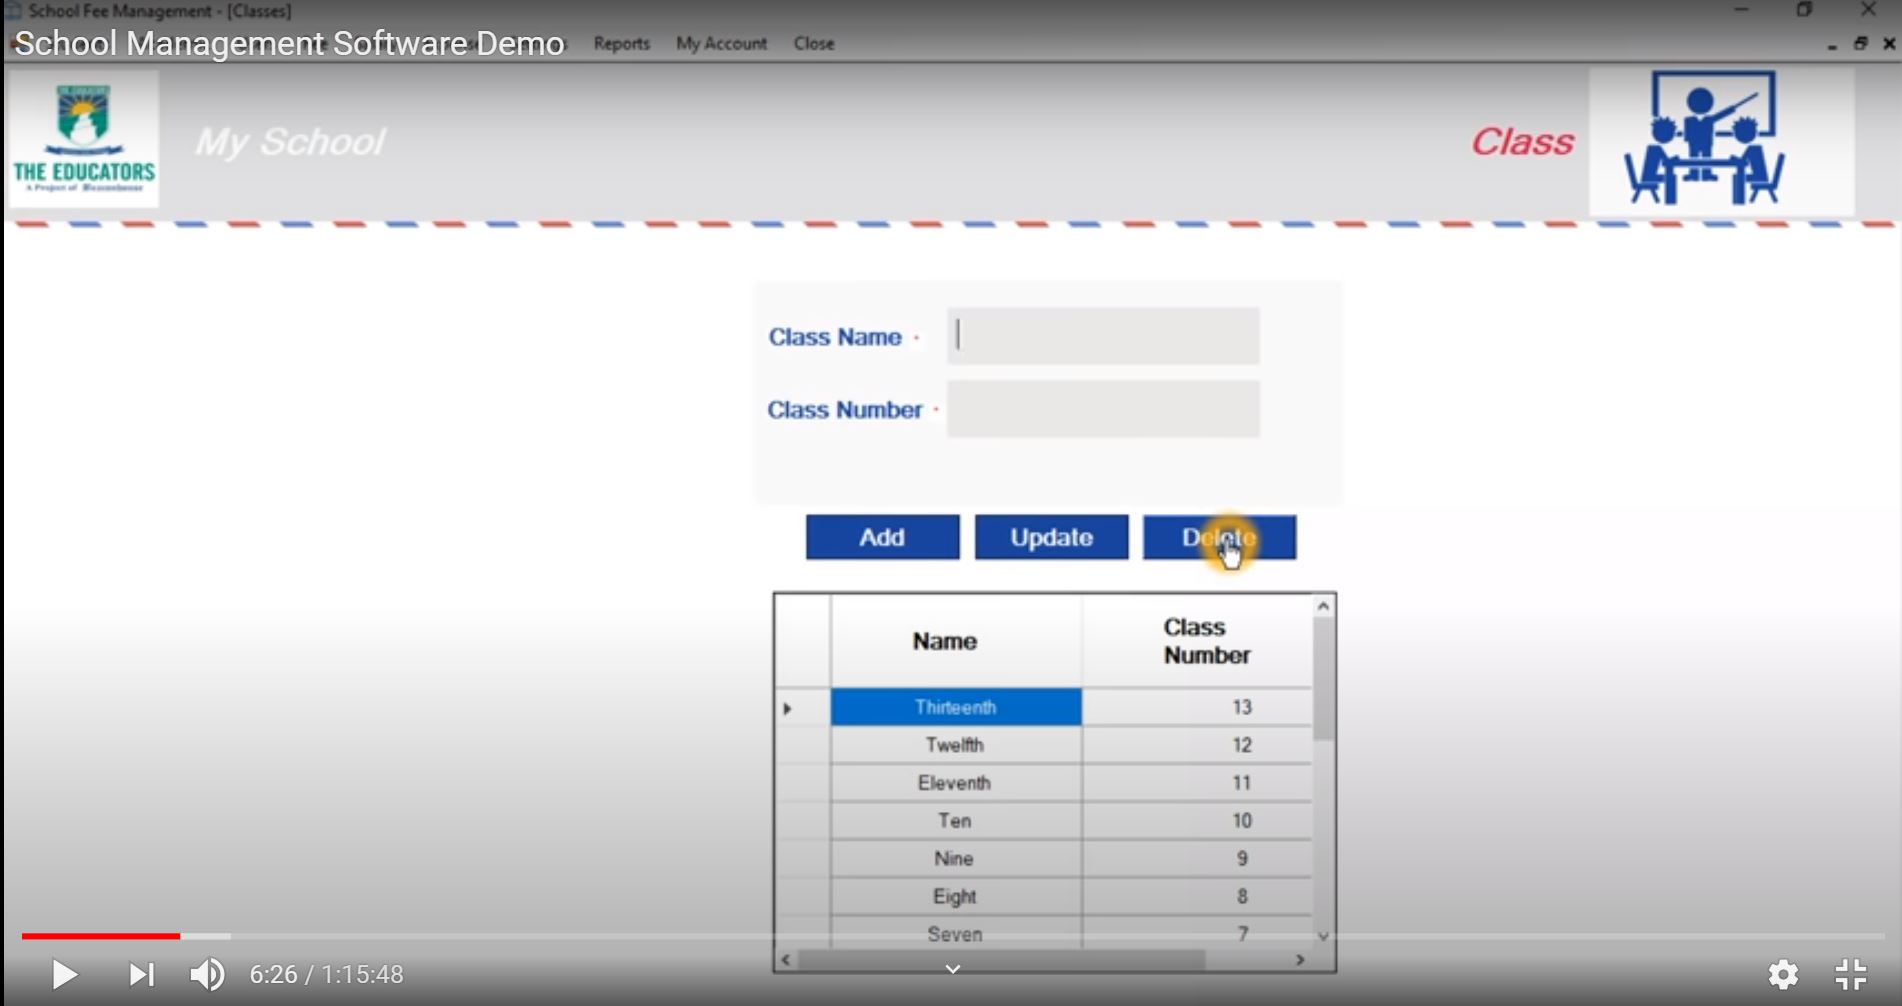 School Fee Management - [Classes]
School Management Software Demo
Reports My Account Close
THE EDUCATORS
A Project of Beaconhouse
My School
Class
Class Name
Class Number
Add Update Delete
Name Class Number
Thirteenth 13
Twelfth 12
Eleventh 11
Ten 10
Nine 9
Eight 8
Seven 7
6:26 / 1:15:48